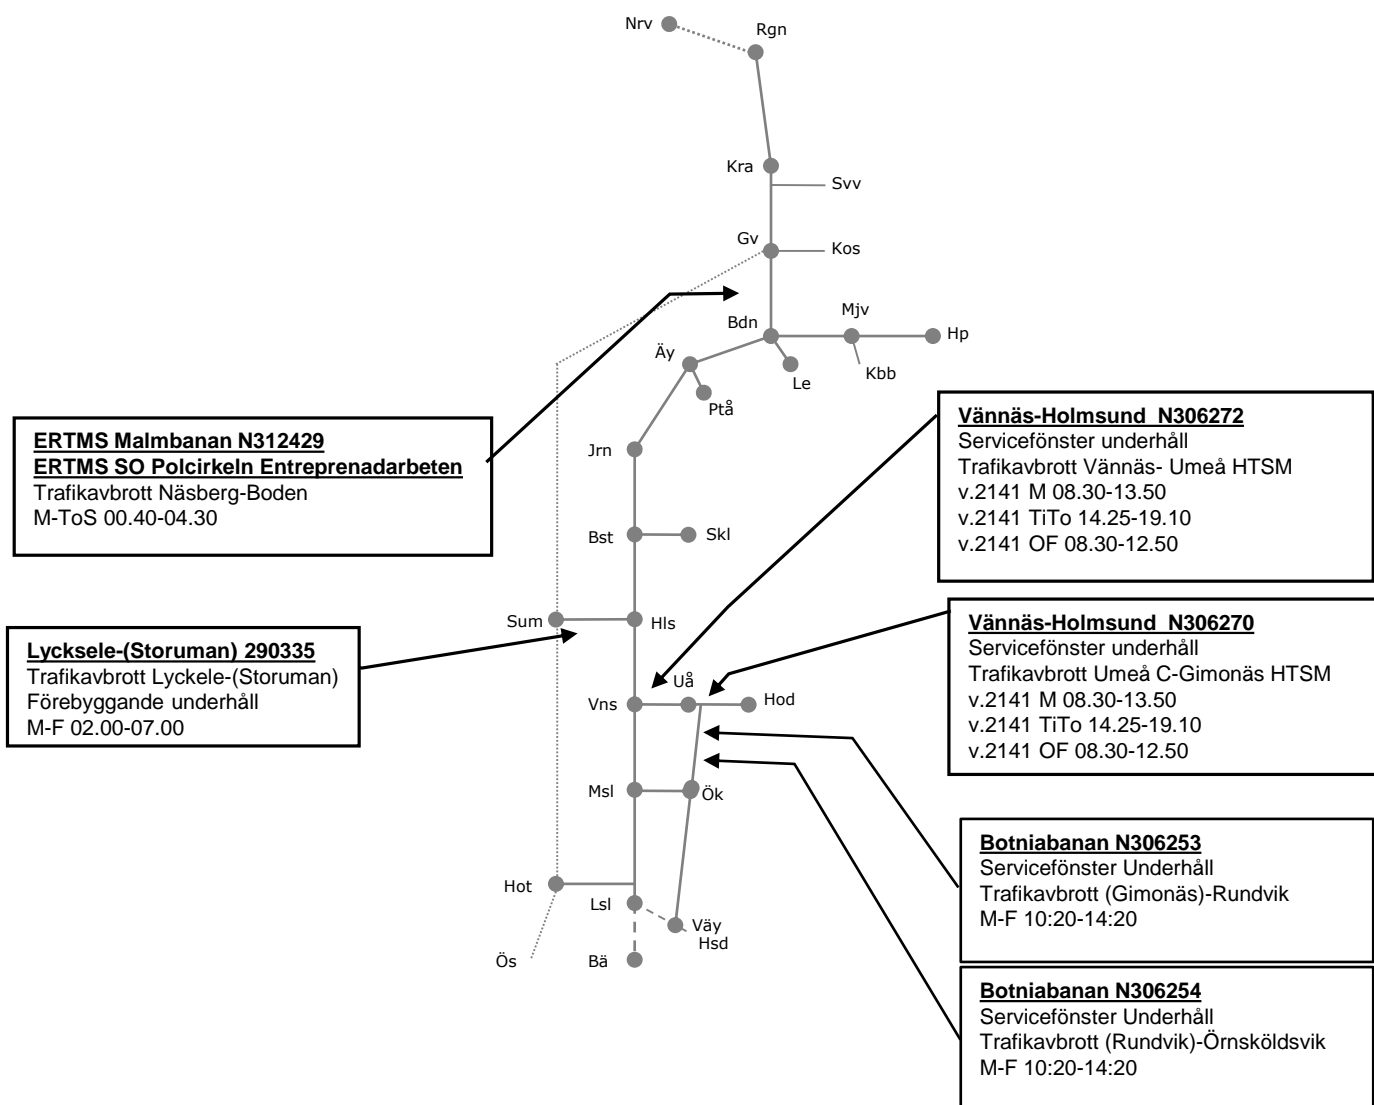 Nrv
Rgn
Kra
Svv
Gv
Kos
Bdn
Mjv
Hp
Äy
Le
Kbb
Ptå
Jrn
Bst
Skl
Sum
Hls
Uå
Vns
Hod
Msl
Ök
Hot
Lsl
Väy
Hsd
Ös
Bä
ERTMS Malmbanan N312429
ERTMS SO Polcirkeln Entreprenadarbeten
Trafikavbrott Näsberg-Boden
M-ToS 00.40-04.30
Lycksele-(Storuman) 290335
Trafikavbrott Lyckele-(Storuman)
Förebyggande underhåll
M-F 02.00-07.00
Vännäs-Holmsund N306272
Servicefönster underhåll
Trafikavbrott Vännäs- Umeå HTSM
v.2141 M 08.30-13.50
v.2141 TiTo 14.25-19.10
v.2141 OF 08.30-12.50
Vännäs-Holmsund N306270
Servicefönster underhåll
Trafikavbrott Umeå C-Gimonäs HTSM
v.2141 M 08.30-13.50
v.2141 TiTo 14.25-19.10
v.2141 OF 08.30-12.50
Botniabanan N306253
Servicefönster Underhåll
Trafikavbrott (Gimonäs)-Rundvik
M-F 10:20-14:20
Botniabanan N306254
Servicefönster Underhåll
Trafikavbrott (Rundvik)-Örnsköldsvik
M-F 10:20-14:20